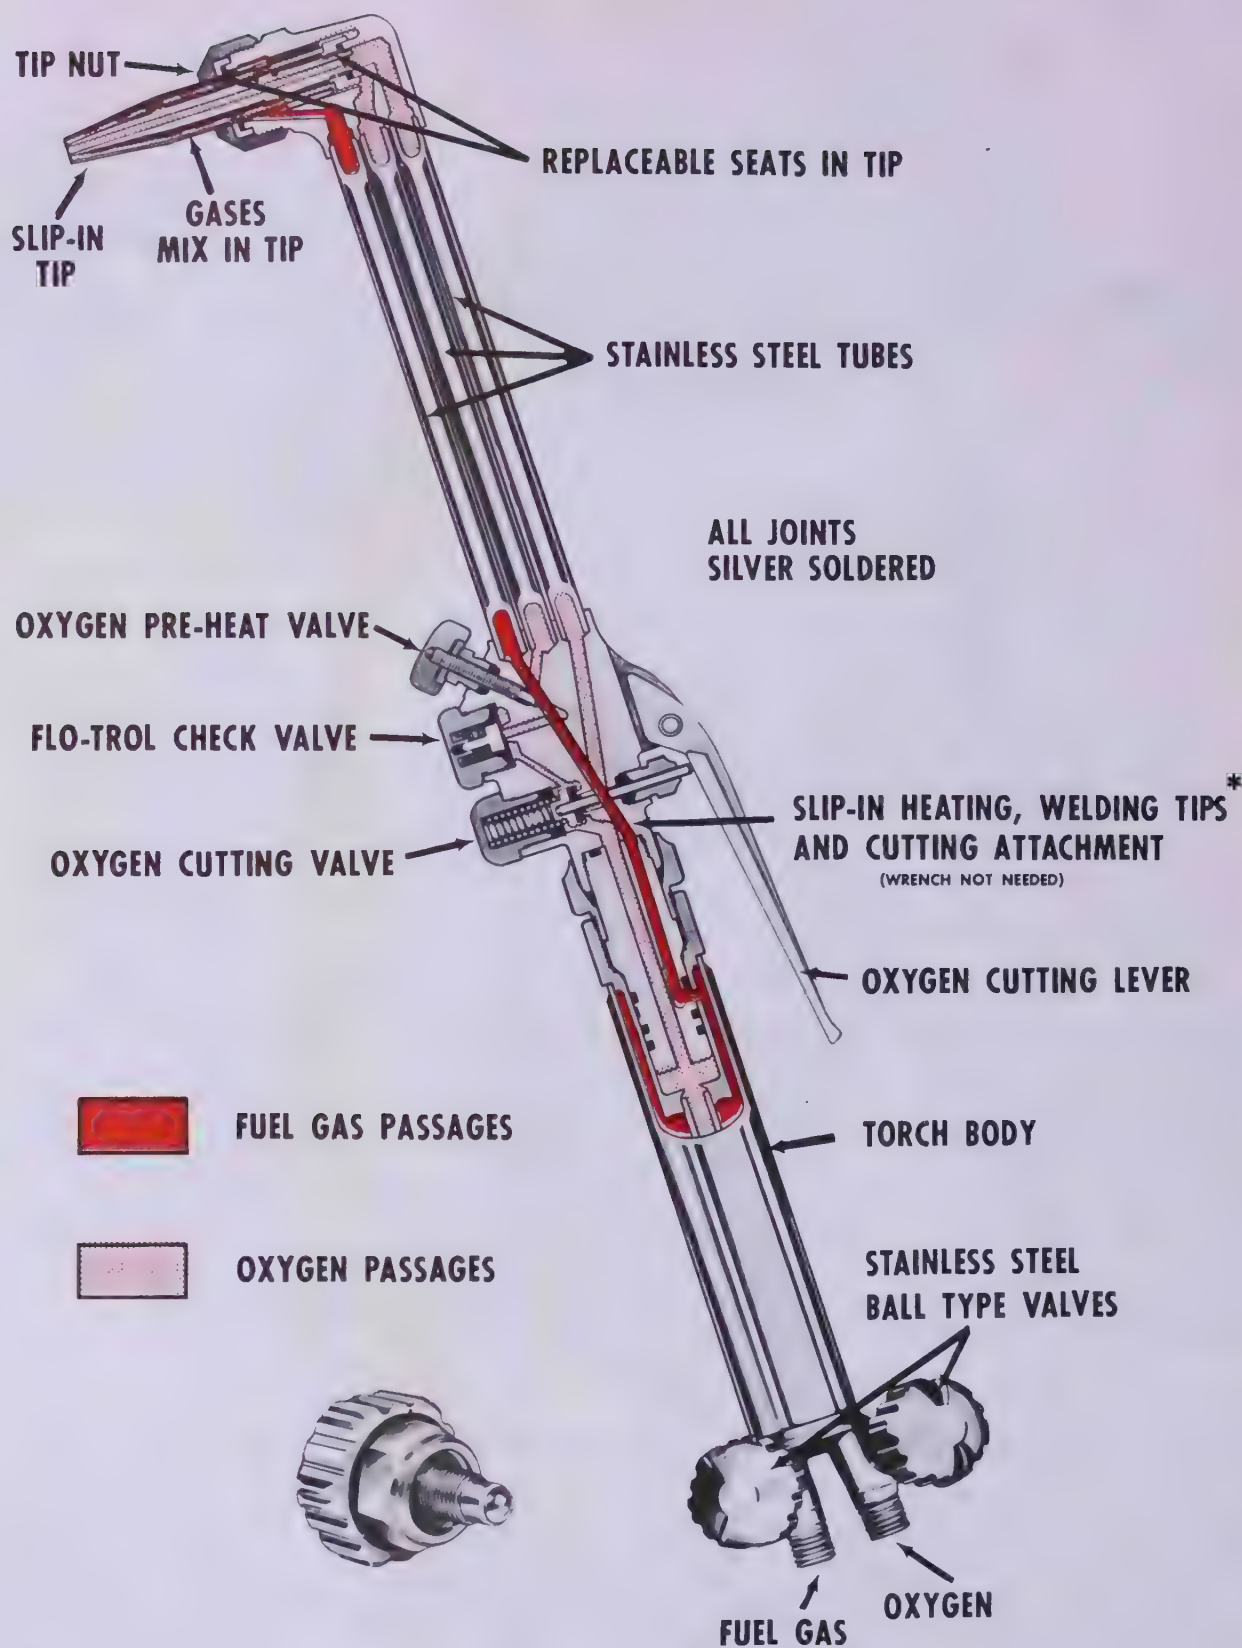 TIP NUT
REPLACEABLE SEATS IN TIP
SLIP-IN
TIP
GASES
MIX IN TIP
STAINLESS STEEL TUBES
ALL JOINTS
SILVER SOLDERED
OXYGEN PRE-HEAT VALVE
FLO-TROL CHECK VALVE
OXYGEN CUTTING VALVE
SLIP-IN HEATING, WELDING TIPS*
AND CUTTING ATTACHMENT
(WRENCH NOT NEEDED)
OXYGEN CUTTING LEVER
FUEL GAS PASSAGES
TORCH BODY
OXYGEN PASSAGES
STAINLESS STEEL
BALL TYPE VALVES
OXYGEN
FUEL GAS